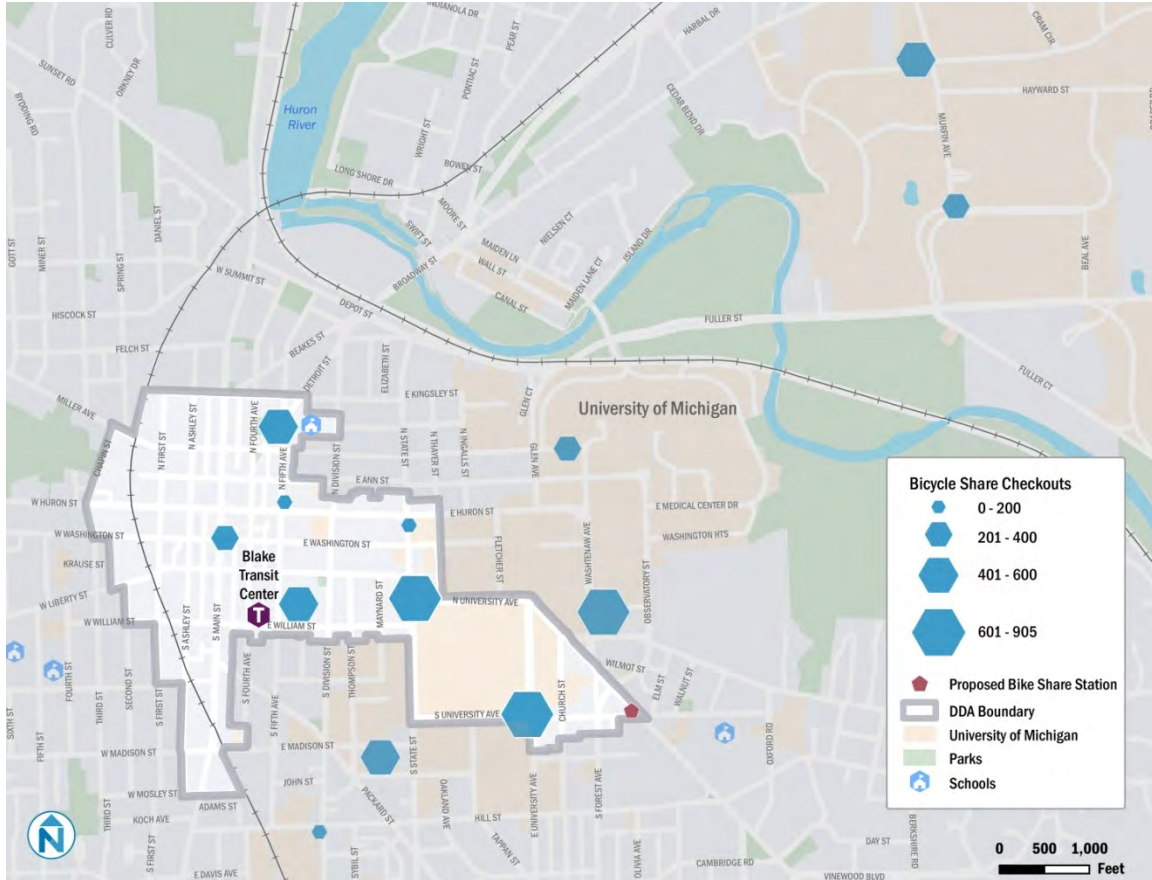 CULVER RD
ORKNEY DR
SUNSET RD
BYDDING RD
INDIANOLA DR
PEAR ST
PONTIAC ST
HARBAL DR
CRAM CIR
HAYWARD ST
MURFIN AVE
Huron
River
WRIGHT ST
CEDAR BEND DR
BOWEN ST
LONG SHORE DR
MOORE ST
SWIFT ST
NIELSEN CT
MAIDEN LN
WALL ST
ISLAND DR
BROADWAY ST
CANAL ST
MAIDEN LANE CT
BEAL AVE
GOTT ST
MINER ST
DANIEL ST
SPRING ST
W SUMMIT ST
DEPOT ST
HISCOCK ST
FULLER ST
FELCH ST
BEAKES ST
DETROIT ST
ELIZABETH ST
FULLER CT
E KINGSLEY ST
GLEN CT
University of Michigan
MILLER AVE
CHAPIN ST
N FIRST ST
N ASHLEY ST
N FOURTH AVE
N FIFTH AVE
N DIVISION ST
N STATE ST
N THAYER ST
N INGALLS ST
GLEN AVE
E ANN ST
W HURON ST
E HURON ST
E MEDICAL CENTER DR
W WASHINGTON ST
E WASHINGTON ST
WASHINGTON HTS
FLETCHER ST
WASHTENAW AVE
OBSERVATORY ST
KRAUSE ST
Blake
Transit
Center
T
W LIBERTY ST
MAYNARD ST
N UNIVERSITY AVE
W WILLIAM ST
E WILLIAM ST
S ASHLEY ST
S MAIN ST
S FOURTH AVE
S FIFTH AVE
S DIVISION ST
THOMPSON ST
WILMOT ST
ELM ST
WALNUT ST
SIXTH ST
FIFTH ST
FOURTH ST
THIRD ST
SECOND ST
S FIRST ST
S UNIVERSITY AVE
CHURCH ST
OXFORD RD
W MADISON ST
E MADISON ST
S STATE ST
JOHN ST
W MOSLEY ST
ADAMS ST
PACKARD ST
OAKLAND AVE
E UNIVERSITY AVE
S FOREST AVE
HILL ST
KOCH AVE
THIRD ST
S FIRST ST
TAPPAN ST
SYBIL ST
OLIVIA AVE
E DAVIS AVE
DAY ST
BERKSHIRE RD
CAMBRIDGE RD
VINEWOOD BLVD
N
Bicycle Share Checkouts
0 - 200
201 - 400
401 - 600
601 - 905
Proposed Bike Share Station
DDA Boundary
University of Michigan
Parks
Schools
0 500 1,000
Feet